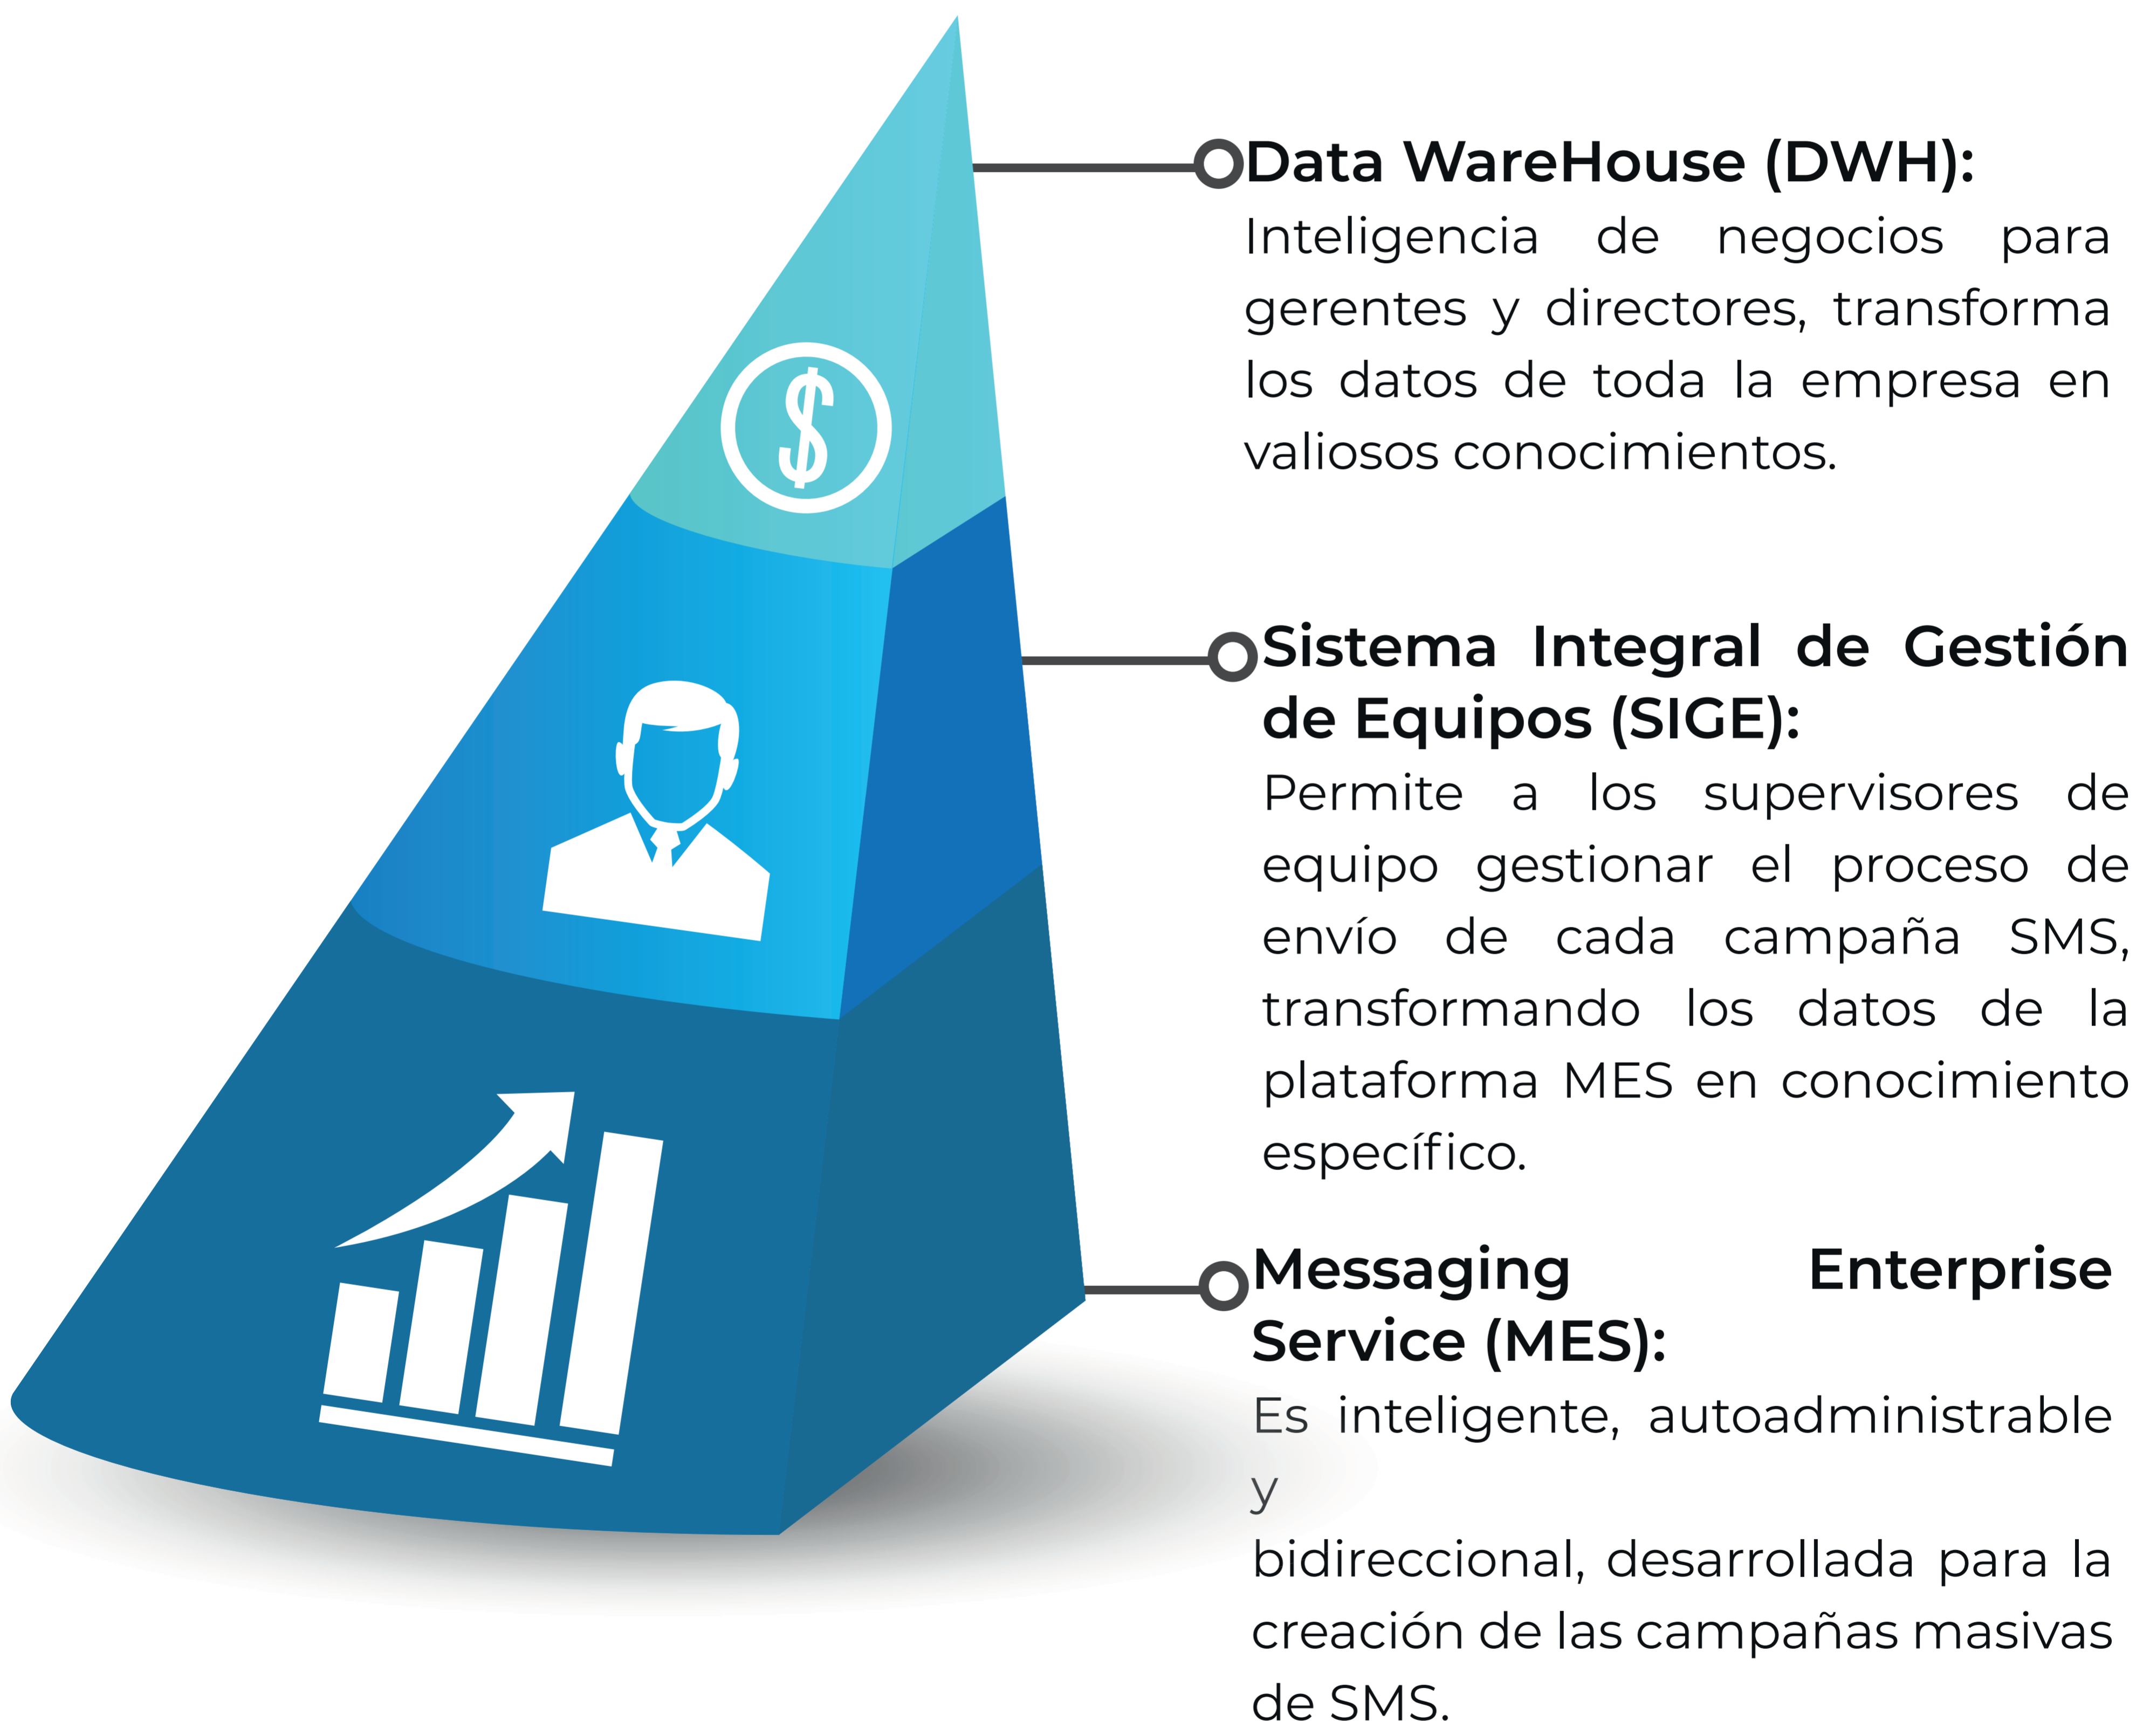 Data WareHouse (DWH):
Inteligencia de negocios para
gerentes y directores, transforma
los datos de toda la empresa en
valiosos conocimientos.
$
Sistema Integral de Gestión
de Equipos (SIGE):
Permite a los supervisores de
equipo gestionar el proceso de
envío de cada campaña SMS,
transformando los datos de la
plataforma MES en conocimiento
específico.
Messaging Enterprise
Service (MES):
Es inteligente, autoadministrable
y
bidireccional, desarrollada para la
creación de las campañas masivas
de SMS.